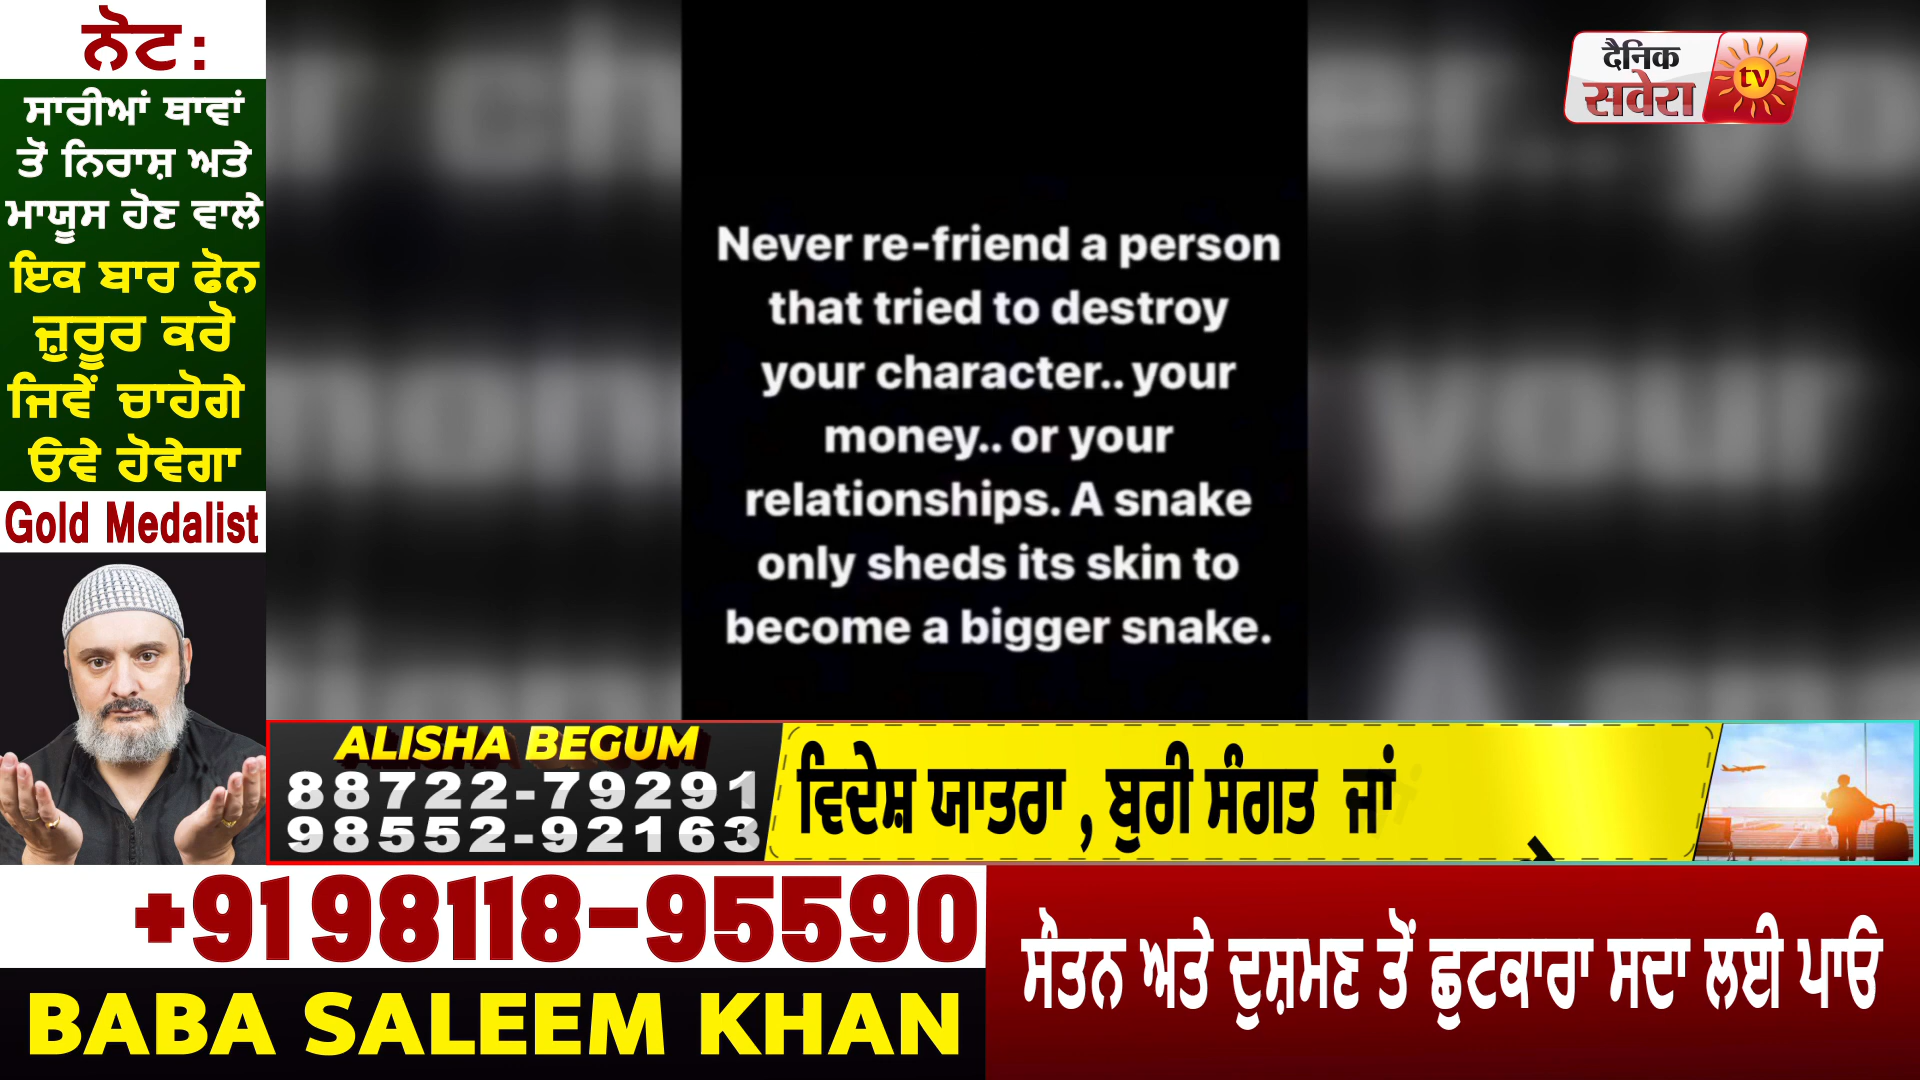 ਨੋਟ:
ਸਾਰੀਆਂ ਥਾਵਾਂ
ਤੋਂ ਨਿਰਾਸ਼ ਅਤੇ
ਮਾਯੂਸ ਹੋਣ ਵਾਲੇ
ਇਕ ਬਾਰ ਫੋਨ
ਜ਼ੁਰੂਰ ਕਰੋ
ਜਿਵੇਂ ਚਾਹੋਗੇ
ਓਵੇ ਹੋਵੇਗਾ
Gold Medalist
दैनिक
सवेरा tv
Never re-friend a person
that tried to destroy
your character.. your
money.. or your
relationships. A snake
only sheds its skin to
become a bigger snake.
ALISHA BEGUM
88722-79291
98552-92163
ਵਿਦੇਸ਼ ਯਾਤਰਾ , ਬੁਰੀ ਸੰਗਤ ਜਾਂ
+91 98118-95590
BABA SALEEM KHAN
ਸੌਤਨ ਅਤੇ ਦੁਸ਼ਮਣ ਤੋਂ ਛੁਟਕਾਰਾ ਸਦਾ ਲਈ ਪਾਓ